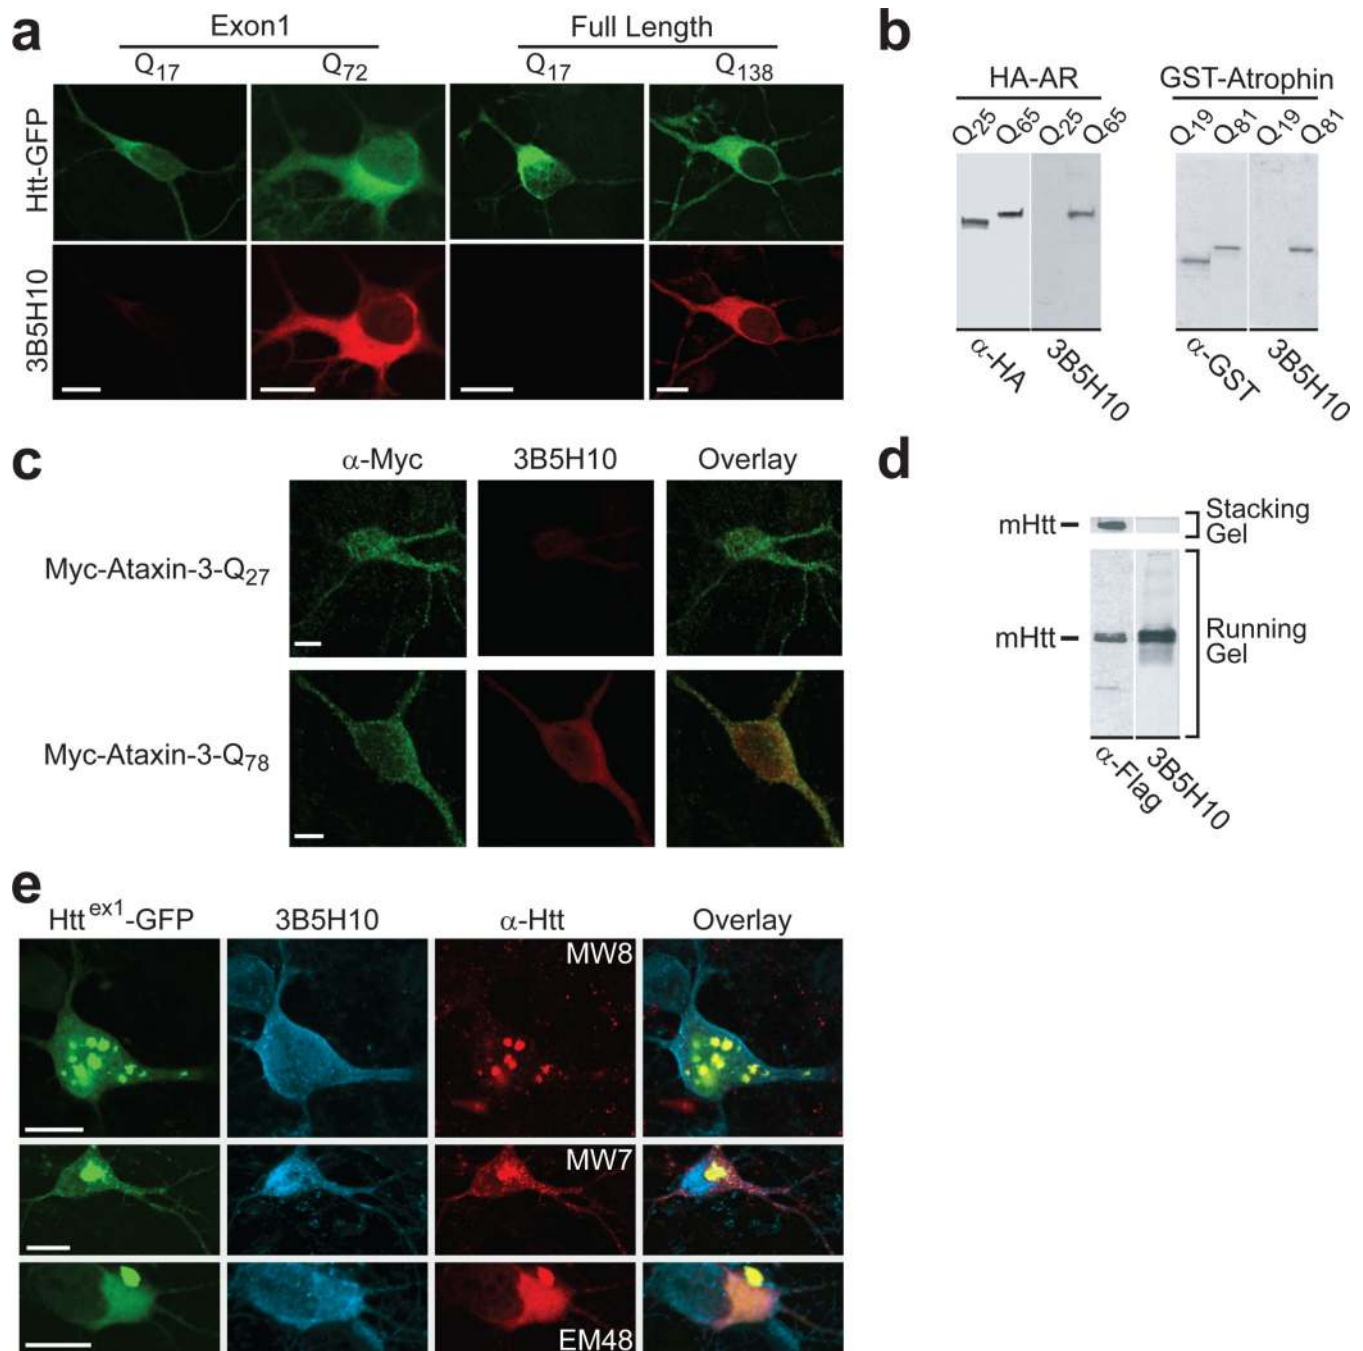 a
Exon1
Full Length
Q17
Q72
Q17
Q138
Htt-GFP
3B5H10
b
HA-AR
GST-Atrophin
Q25
Q65
Q25
Q65
Q19
Q81
Q19
Q81
α-HA
3B5H10
α-GST
3B5H10
c
α-Myc
3B5H10
Overlay
Myc-Ataxin-3-Q27
Myc-Ataxin-3-Q78
d
mHtt
Stacking
Gel
mHtt
Running
Gel
α-Flag
3B5H10
e
Httex1-GFP
3B5H10
α-Htt
Overlay
MW8
MW7
EM48